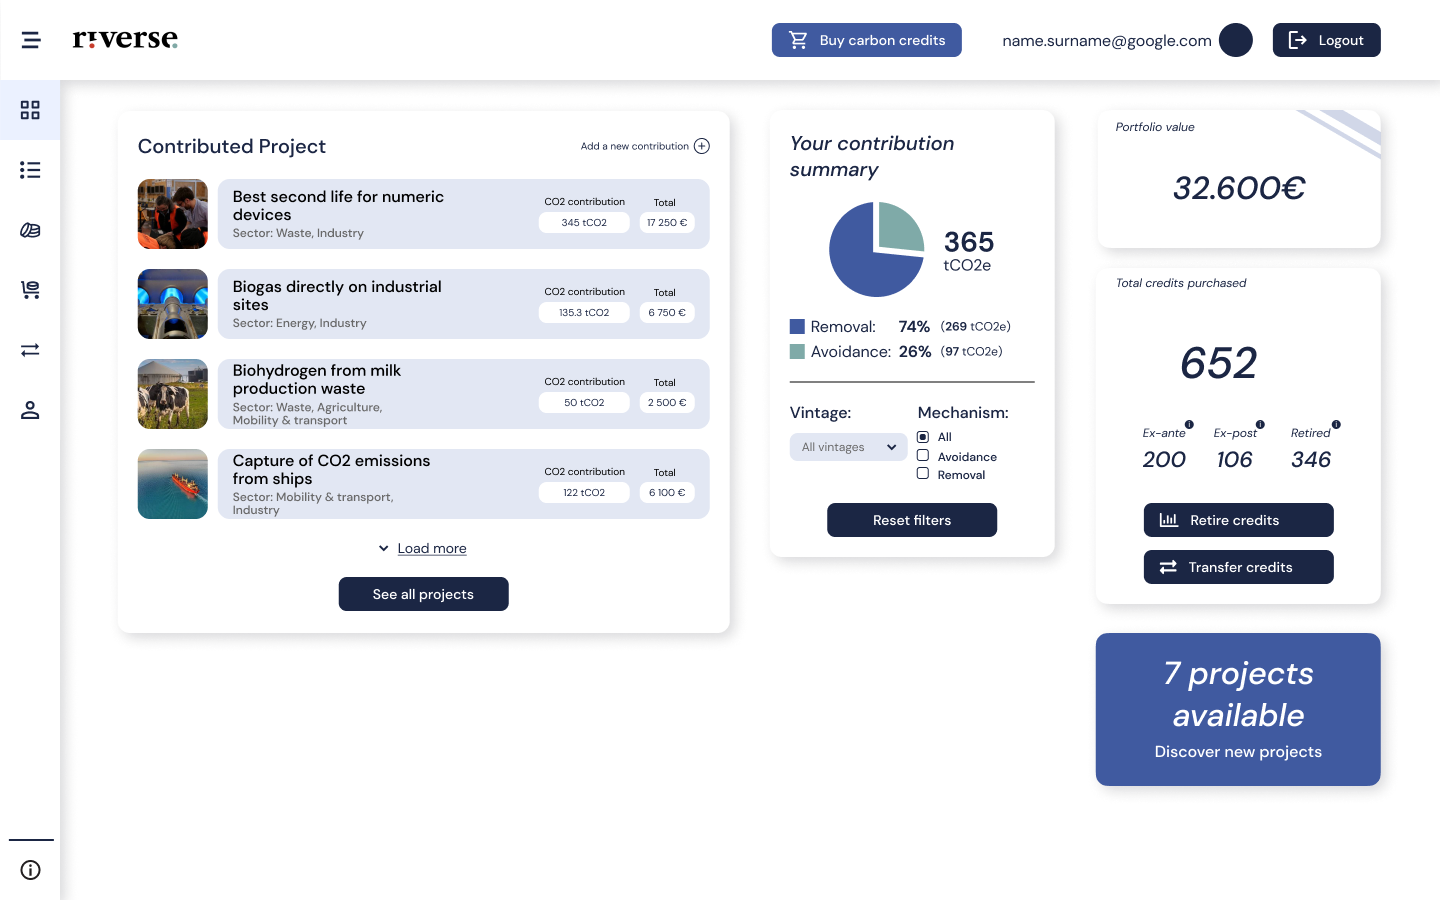 riverse
Buy carbon credits
name.surname@google.com
Logout
Contributed Project
Add a new contribution
Best second life for numeric
devices
Sector: Waste, Industry
CO2 contribution
Total
345 tCO2
17 250 €
Biogas directly on industrial
sites
Sector: Energy, Industry
CO2 contribution
Total
135.3 tCO2
6 750 €
Biohydrogen from milk
production waste
Sector: Waste, Agriculture,
Mobility & transport
CO2 contribution
Total
50 tCO2
2 500 €
Capture of CO2 emissions
from ships
Sector: Mobility & transport,
Industry
CO2 contribution
Total
122 tCO2
6 100 €
Load more
See all projects
Your contribution
summary
365
tCO2e
Removal: 74% (269 tCO2e)
Avoidance: 26% (97 tCO2e)
Vintage:
All vintages
Mechanism:
All
Avoidance
Removal
Reset filters
Portfolio value
32.600€
Total credits purchased
652
Ex-ante
200
Ex-post
106
Retired
346
Retire credits
Transfer credits
7 projects
available
Discover new projects